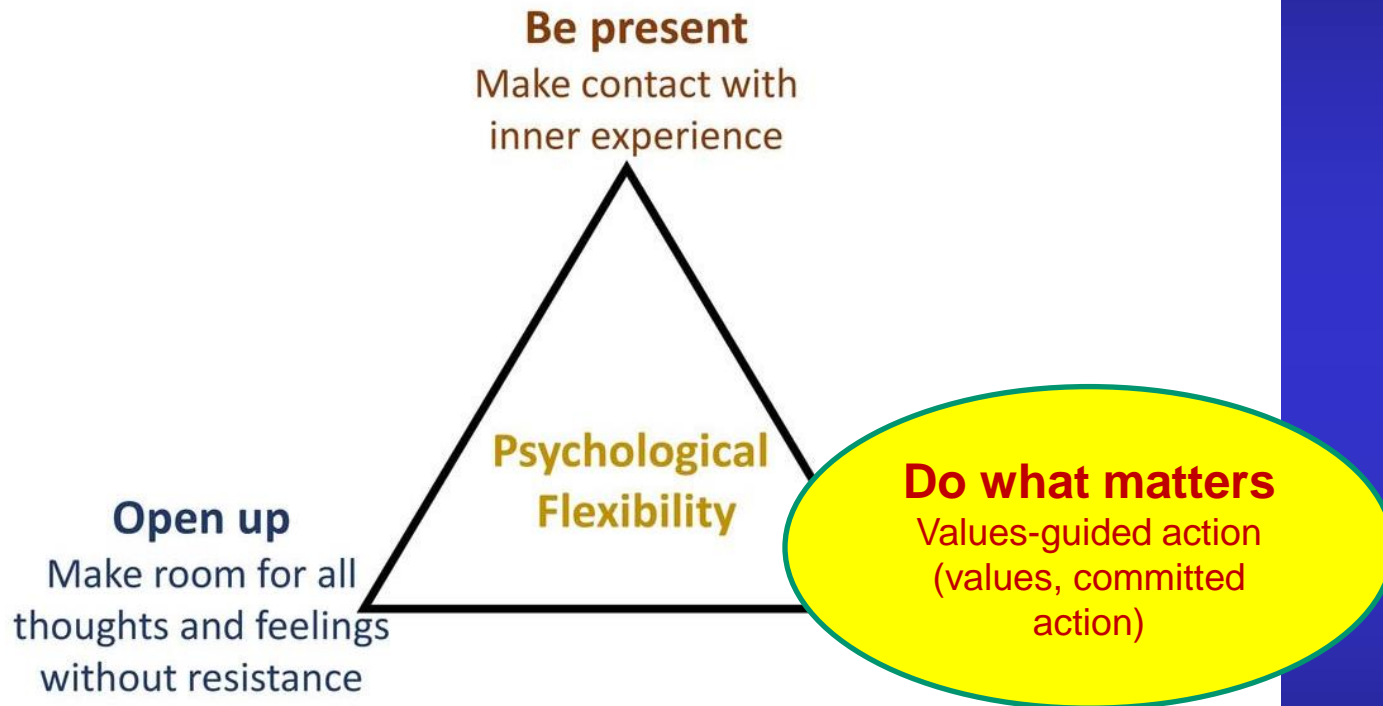 Be present
Make contact with
inner experience
Psychological
Flexibility
Open up
Make room for all
thoughts and feelings
without resistance
Do what matters
Values-guided action
(values, committed
action)